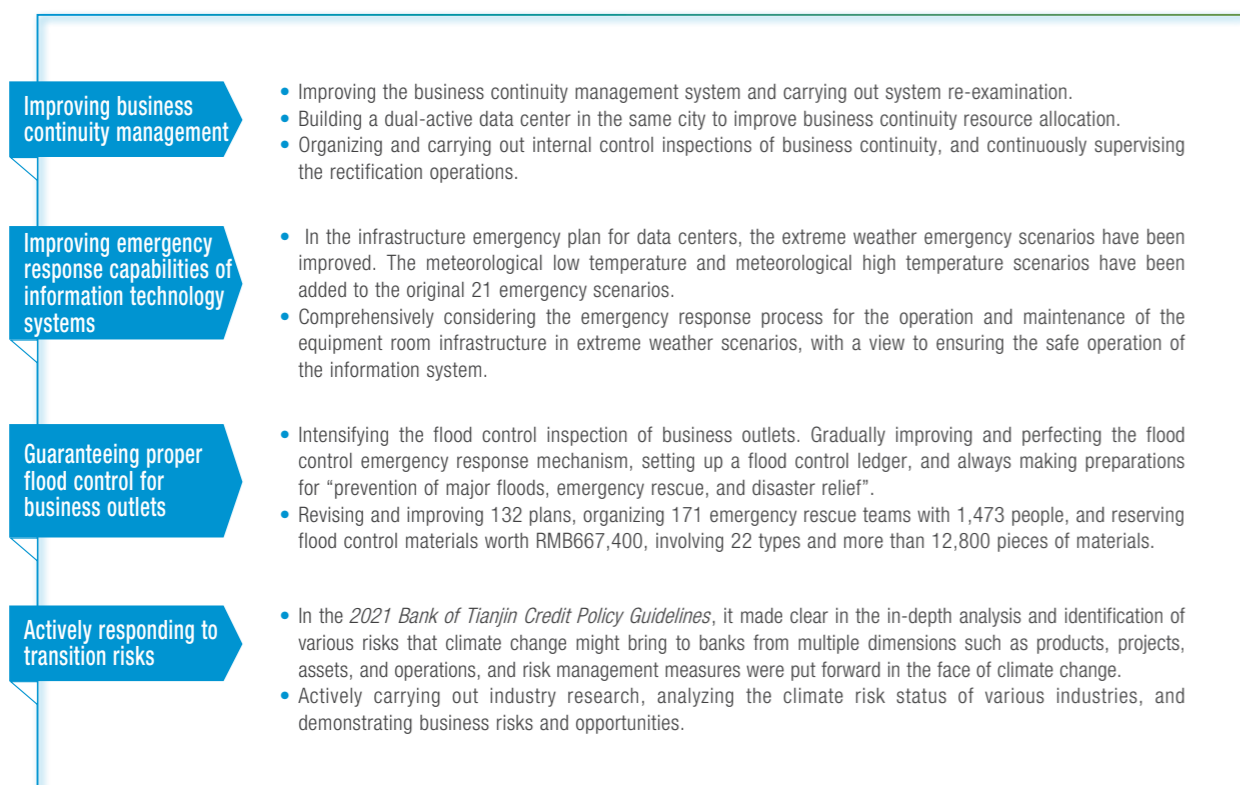 Improving business
continuity management
• Improving the business continuity management system and carrying out system re-examination.
• Building a dual-active data center in the same city to improve business continuity resource allocation.
• Organizing and carrying out internal control inspections of business continuity, and continuously supervising
the rectification operations.
Improving emergency
response capabilities of
information technology
systems
• In the infrastructure emergency plan for data centers, the extreme weather emergency scenarios have been
improved. The meteorological low temperature and meteorological high temperature scenarios have been
added to the original 21 emergency scenarios.
• Comprehensively considering the emergency response process for the operation and maintenance of the
equipment room infrastructure in extreme weather scenarios, with a view to ensuring the safe operation of
the information system.
Guaranteeing proper
flood control for
business outlets
• Intensifying the flood control inspection of business outlets. Gradually improving and perfecting the flood
control emergency response mechanism, setting up a flood control ledger, and always making preparations
for “prevention of major floods, emergency rescue, and disaster relief”.
• Revising and improving 132 plans, organizing 171 emergency rescue teams with 1,473 people, and reserving
flood control materials worth RMB667,400, involving 22 types and more than 12,800 pieces of materials.
Actively responding to
transition risks
• In the 2021 Bank of Tianjin Credit Policy Guidelines, it made clear in the in-depth analysis and identification of
various risks that climate change might bring to banks from multiple dimensions such as products, projects,
assets, and operations, and risk management measures were put forward in the face of climate change.
• Actively carrying out industry research, analyzing the climate risk status of various industries, and
demonstrating business risks and opportunities.